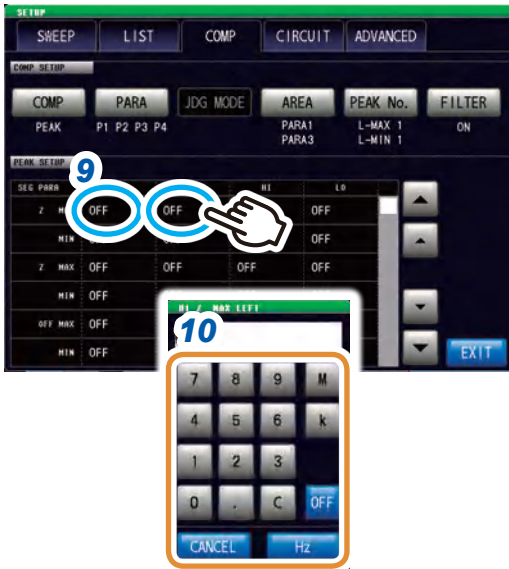 SETUP
SWEEP LIST COMP CIRCUIT ADVANCED
COMP SETUP
COMP PARA JDG MODE AREA PEAK No. FILTER
PEAK P1 P2 P3 P4 PARA1 L-MAX 1 ON
PARA3 L-MIN 1
PEAK SETUP
9
SEG PARA HI LO
Z OFF OFF OFF
MIN OFF
Z MAX OFF OFF OFF OFF
MIN OFF OFF
OFF MAX OFF
MIN OFF
EXIT
MAX LEFT
10
7 8 9 M
4 5 6 k
1 2 3
0 . C OFF
CANCEL Hz